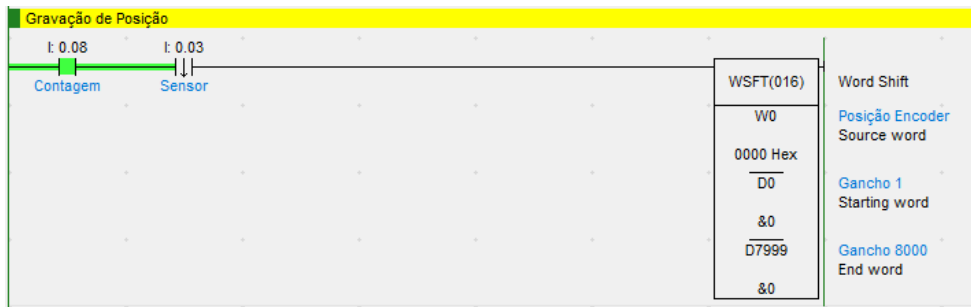 Gravação de Posição
I: 0.08 I: 0.03
Contagem Sensor
WSFT(016) Word Shift
W0 Posição Encoder
Source word
0000 Hex
D0 Gancho 1
Starting word
&0
D7999 Gancho 8000
End word
&0